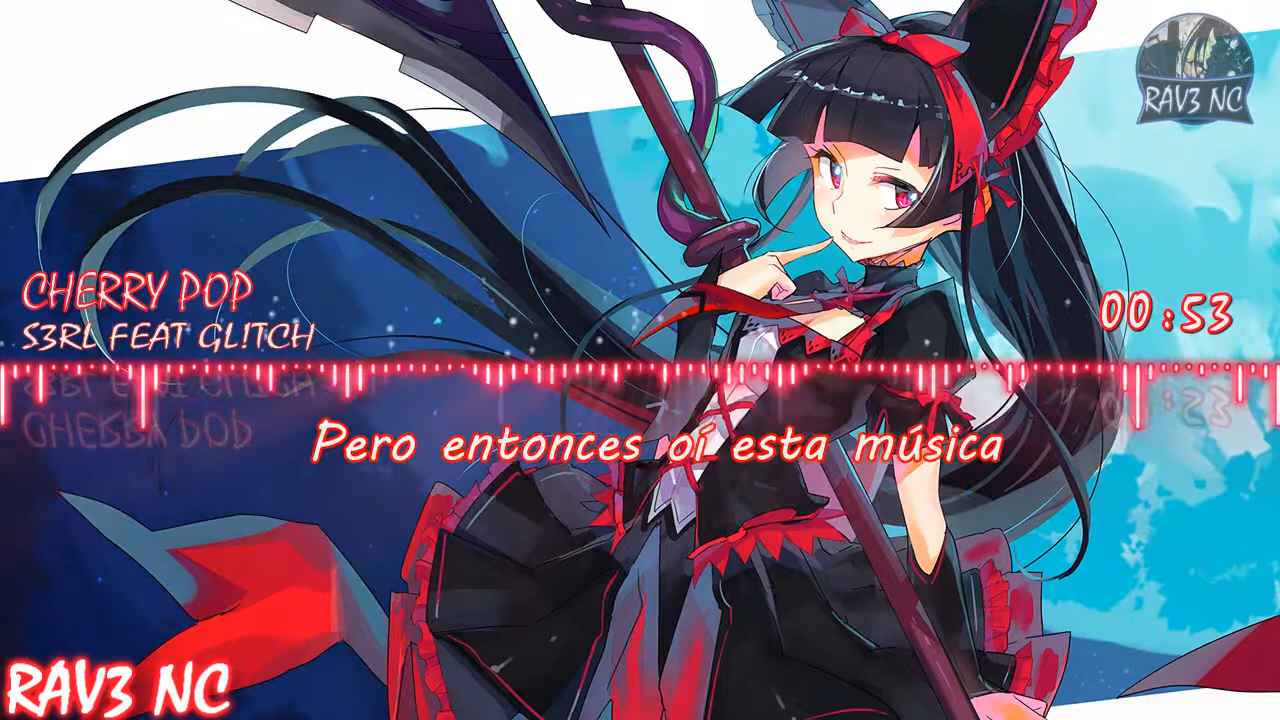 RAV3 NC
CHERRY POP
S3RL FEAT GL!TCH
00:53
Pero entonces oí esta música
RAV3 NC